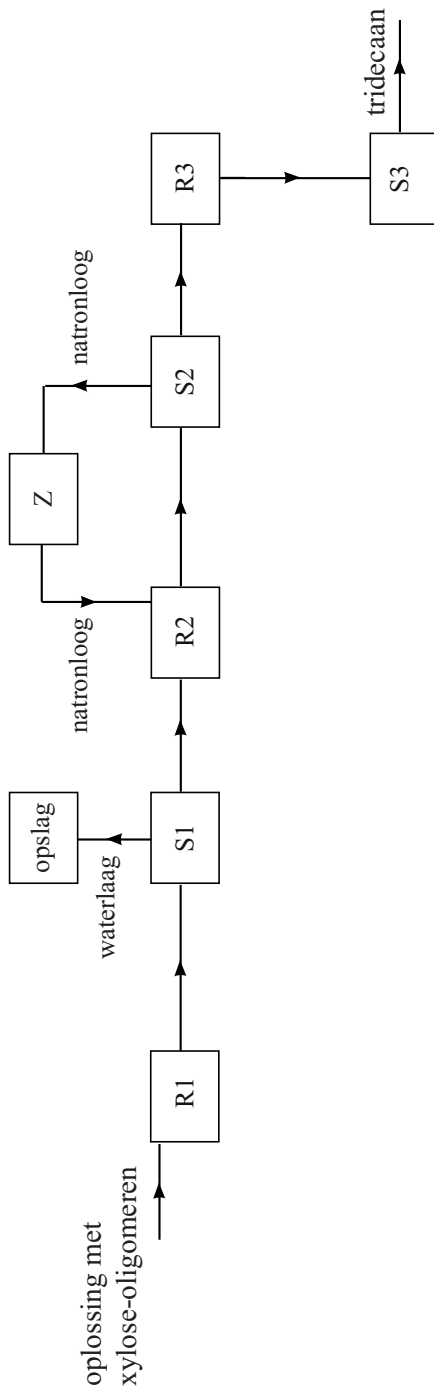 oplossing met
xylose-oligomeren
R1
S1
waterlaag
opslag
R2
natronloog
Z
natronloog
S2
R3
S3
tridecaan